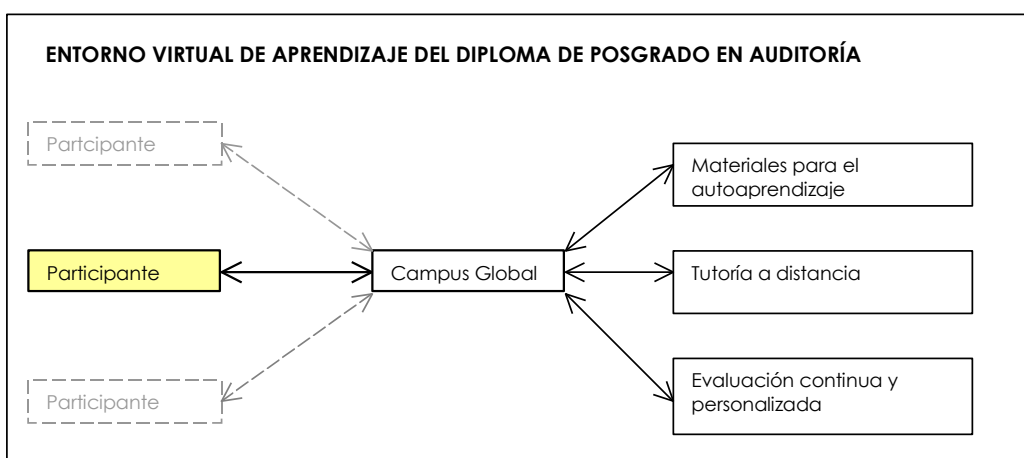 ENTORNO VIRTUAL DE APRENDIZAJE DEL DIPLOMA DE POSGRADO EN AUDITORÍA
Partcipante
Materiales para el
autoaprendizaje
Participante
Campus Global
Tutoría a distancia
Participante
Evaluación continua y
personalizada